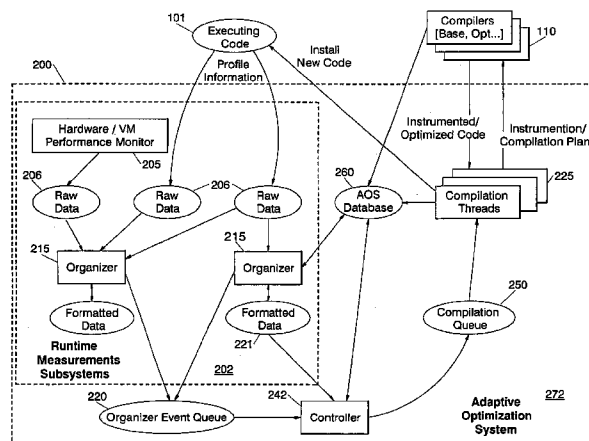 101
Executing
Code
Install
New Code
Compilers
[Base, Opt...]
110
200
Profile
Information
Hardware / VM
Performance Monitor
205
Instrumented/
Optimized Code
Instrumention/
Compilation Plan
206
Raw
Data
Raw
Data
206
Raw
Data
260
AOS
Database
225
Compilation
Threads
215
Organizer
215
Organizer
250
Compilation
Queue
Formatted
Data
Formatted
Data
221
Runtime
Measurements
Subsystems
202
220
Organizer Event Queue
242
Controller
Adaptive
Optimization
System
272